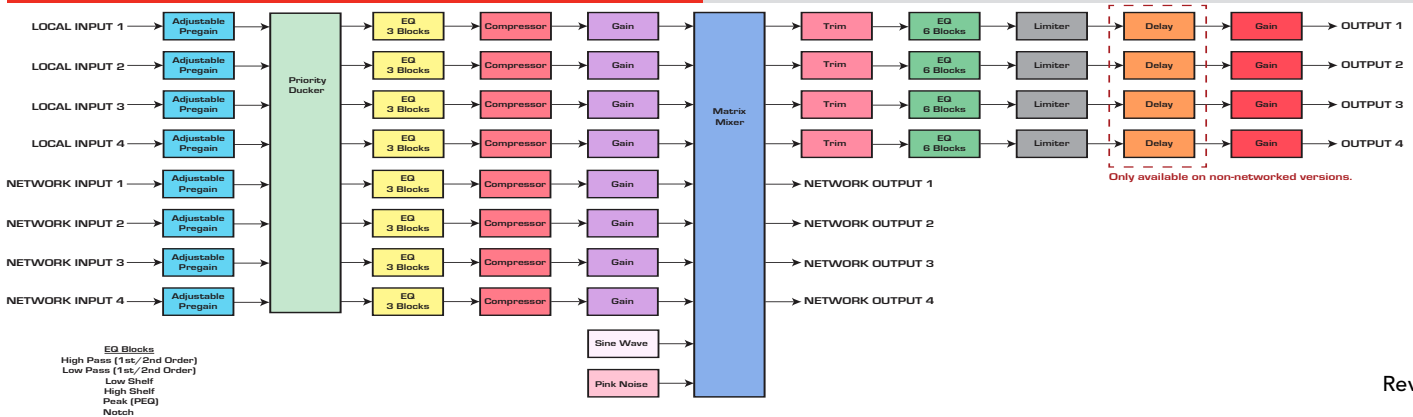 LOCAL INPUT 1
Adjustable
Pregain
EQ
3 Blocks
Compressor
Gain
Trim
EQ
6 Blocks
Limiter
Delay
Gain
OUTPUT 1
LOCAL INPUT 2
Adjustable
Pregain
Priority
Ducker
EQ
3 Blocks
Compressor
Gain
Trim
EQ
6 Blocks
Limiter
Delay
Gain
OUTPUT 2
LOCAL INPUT 3
Adjustable
Pregain
EQ
3 Blocks
Compressor
Gain
Matrix
Mixer
Trim
EQ
6 Blocks
Limiter
Delay
Gain
OUTPUT 3
LOCAL INPUT 4
Adjustable
Pregain
EQ
3 Blocks
Compressor
Gain
Trim
EQ
6 Blocks
Limiter
Delay
Gain
OUTPUT 4
Only available on non-networked versions.
NETWORK INPUT 1
Adjustable
Pregain
EQ
3 Blocks
Compressor
Gain
NETWORK OUTPUT 1
NETWORK INPUT 2
Adjustable
Pregain
EQ
3 Blocks
Compressor
Gain
NETWORK OUTPUT 2
NETWORK INPUT 3
Adjustable
Pregain
EQ
3 Blocks
Compressor
Gain
NETWORK OUTPUT 3
NETWORK INPUT 4
Adjustable
Pregain
EQ
3 Blocks
Compressor
Gain
NETWORK OUTPUT 4
Sine Wave
Pink Noise
EQ Blocks
High Pass (1st/2nd Order)
Low Pass (1st/2nd Order)
Low Shelf
High Shelf
Peak (PEQ)
Notch
Rev